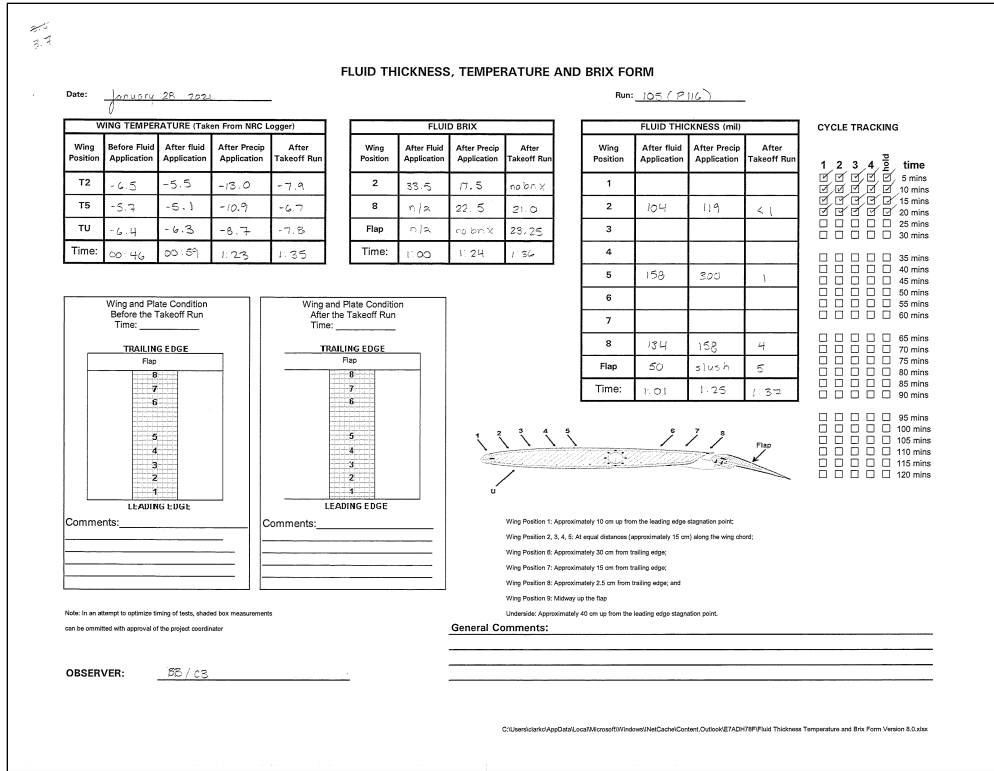 3.7
FLUID THICKNESS, TEMPERATURE AND BRIX FORM
Date: January 28 2021
Run: 105 (P116)
WING TEMPERATURE (Taken From NRC Logger)
Wing Position Before Fluid Application After fluid Application After Precip Application After Takeoff Run
T2 -6.5 -5.5 -13.0 -7.9
T5 -5.7 -5.1 -10.9 -6.7
TU -6.4 -6.3 -8.7 -7.8
Time: 00:46 00:59 1:23 1:35
FLUID BRIX
Wing Position After Fluid Application After Precip Application After Takeoff Run
2 33.5 17.5 no brix
8 n/a 22.5 21.0
Flap n/a no brix 23.25
Time: 1:00 1:24 1:36
FLUID THICKNESS (mil)
Wing Position After fluid Application After Precip Application After Takeoff Run
1
2 104 119 <1
3
4
5 158 300 1
6
7
8 134 158 4
Flap 50 slush 5
Time: 1:01 1:25 1:37
CYCLE TRACKING
1 2 3 4 hold time
5 mins
10 mins
15 mins
20 mins
25 mins
30 mins
35 mins
40 mins
45 mins
50 mins
55 mins
60 mins
65 mins
70 mins
75 mins
80 mins
85 mins
90 mins
95 mins
100 mins
105 mins
110 mins
115 mins
120 mins
Wing and Plate Condition
Before the Takeoff Run
Time:
TRAILING EDGE
Flap
8
7
6
5
4
3
2
1
LEADING EDGE
Comments:
Wing and Plate Condition
After the Takeoff Run
Time:
TRAILING EDGE
Flap
8
7
6
5
4
3
2
1
LEADING EDGE
Comments:
1 2 3 4 5 6 7 8 Flap
U
Wing Position 1: Approximately 10 cm up from the leading edge stagnation point;
Wing Position 2, 3, 4, 5: At equal distances (approximately 15 cm) along the wing chord;
Wing Position 6: Approximately 30 cm from trailing edge;
Wing Position 7: Approximately 15 cm from trailing edge;
Wing Position 8: Approximately 2.5 cm from trailing edge; and
Wing Position 9: Midway up the flap
Underside: Approximately 40 cm up from the leading edge stagnation point.
Note: In an attempt to optimize timing of tests, shaded box measurements
can be ommitted with approval of the project coordinator
General Comments:
OBSERVER: BB / CB
C:\Users\clarkc\AppData\Local\Microsoft\Windows\INetCache\Content.Outlook\E7ADH76F\Fluid Thickness Temperature and Brix Form Version 8.0.xlsx